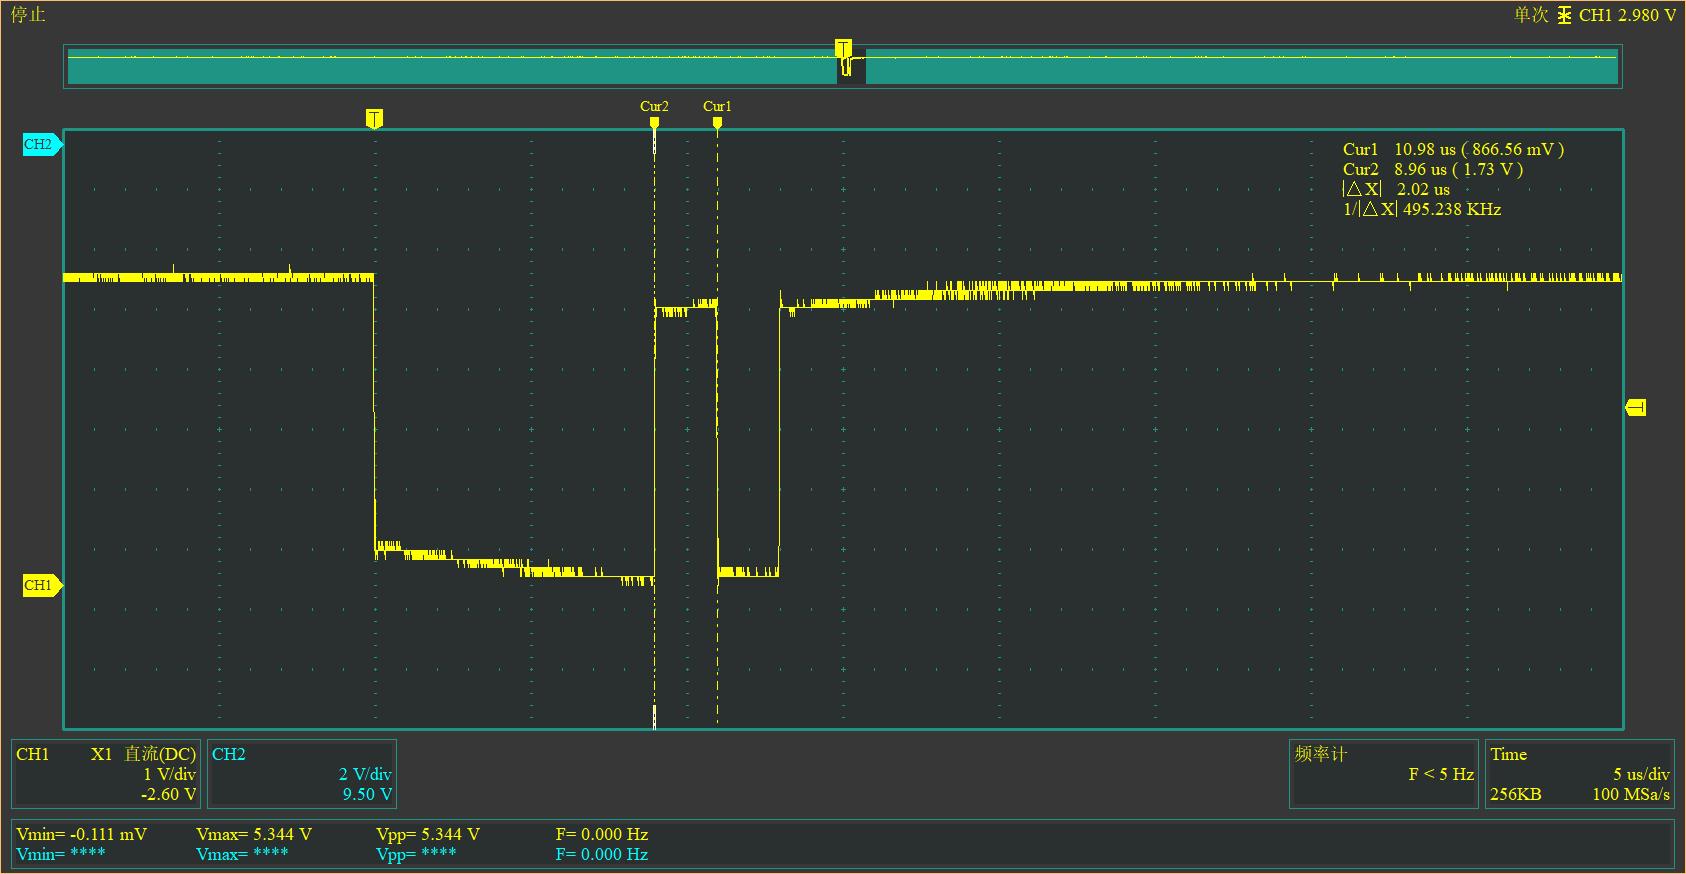 停止
单次 CH1 2.980 V
T
T
Cur2 Cur1
CH2
Cur1 10.98 us ( 866.56 mV )
Cur2 8.96 us ( 1.73 V )
|△X| 2.02 us
1/|△X| 495.238 KHz
T
CH1
CH1 X1 直流(DC)
1 V/div
-2.60 V
CH2
2 V/div
9.50 V
频率计
F < 5 Hz
Time
5 us/div
256KB 100 MSa/s
Vmin= -0.111 mV Vmax= 5.344 V Vpp= 5.344 V F= 0.000 Hz
Vmin= **** Vmax= **** Vpp= **** F= 0.000 Hz